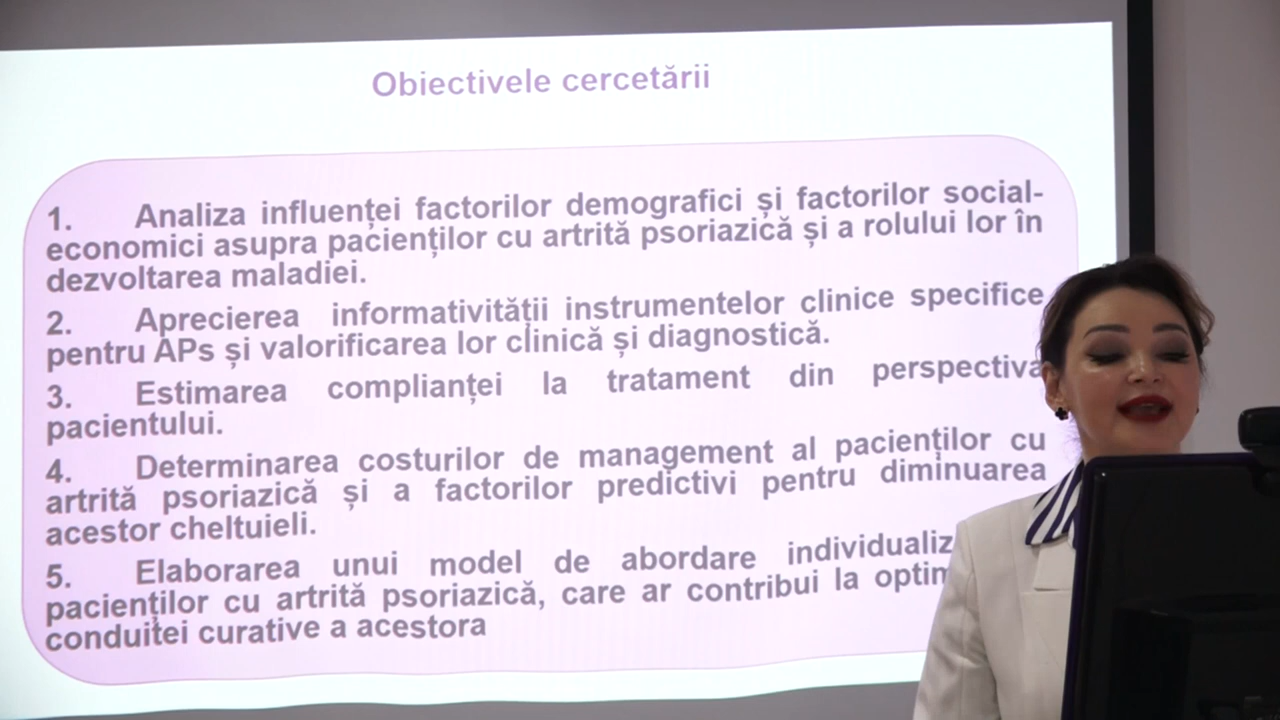 Obiectivele cercetării
1. Analiza influenței factorilor demografici și factorilor social-
economici asupra pacienților cu artrită psoriazică și a rolului lor în
dezvoltarea maladiei.
2. Aprecierea informativității instrumentelor clinice specifice
pentru APs și valorificarea lor clinică și diagnostică.
3. Estimarea complianței la tratament din perspectiva
pacientului.
4. Determinarea costurilor de management al pacienților cu
artrită psoriazică și a factorilor predictivi pentru diminuarea
acestor cheltuieli.
5. Elaborarea unui model de abordare
pacienților cu artrită psoriazică, care ar contribui la
conduitei curative a acestora